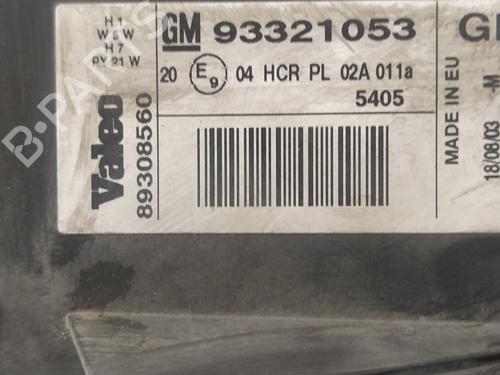 H 1
W 5 W
H 7
PY 21 W
GM 93321053
20 E9 04 HCR PL 02A 011a
5405
Valeo
89308560
MADE IN EU
18/06/03 -M
B-PARTS